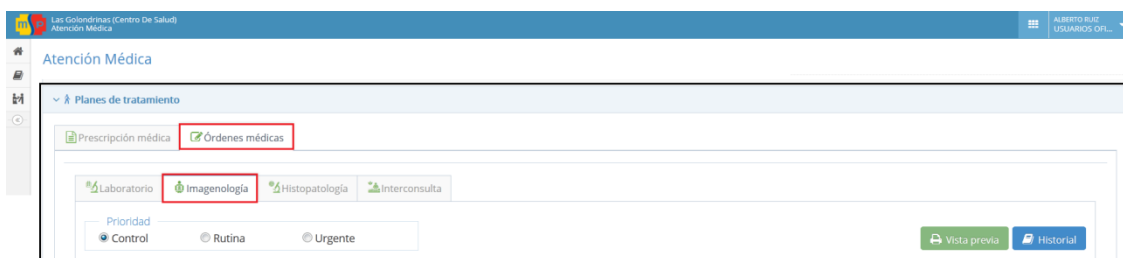 Las Golondrinas (Centro De Salud)
Atención Médica
ALBERTO RUIZ
USUARIOS OFI...
Atención Médica
Planes de tratamiento
Prescripción médica Órdenes médicas
Laboratorio Imagenología Histopatología Interconsulta
Prioridad
Control Rutina Urgente
Vista previa Historial